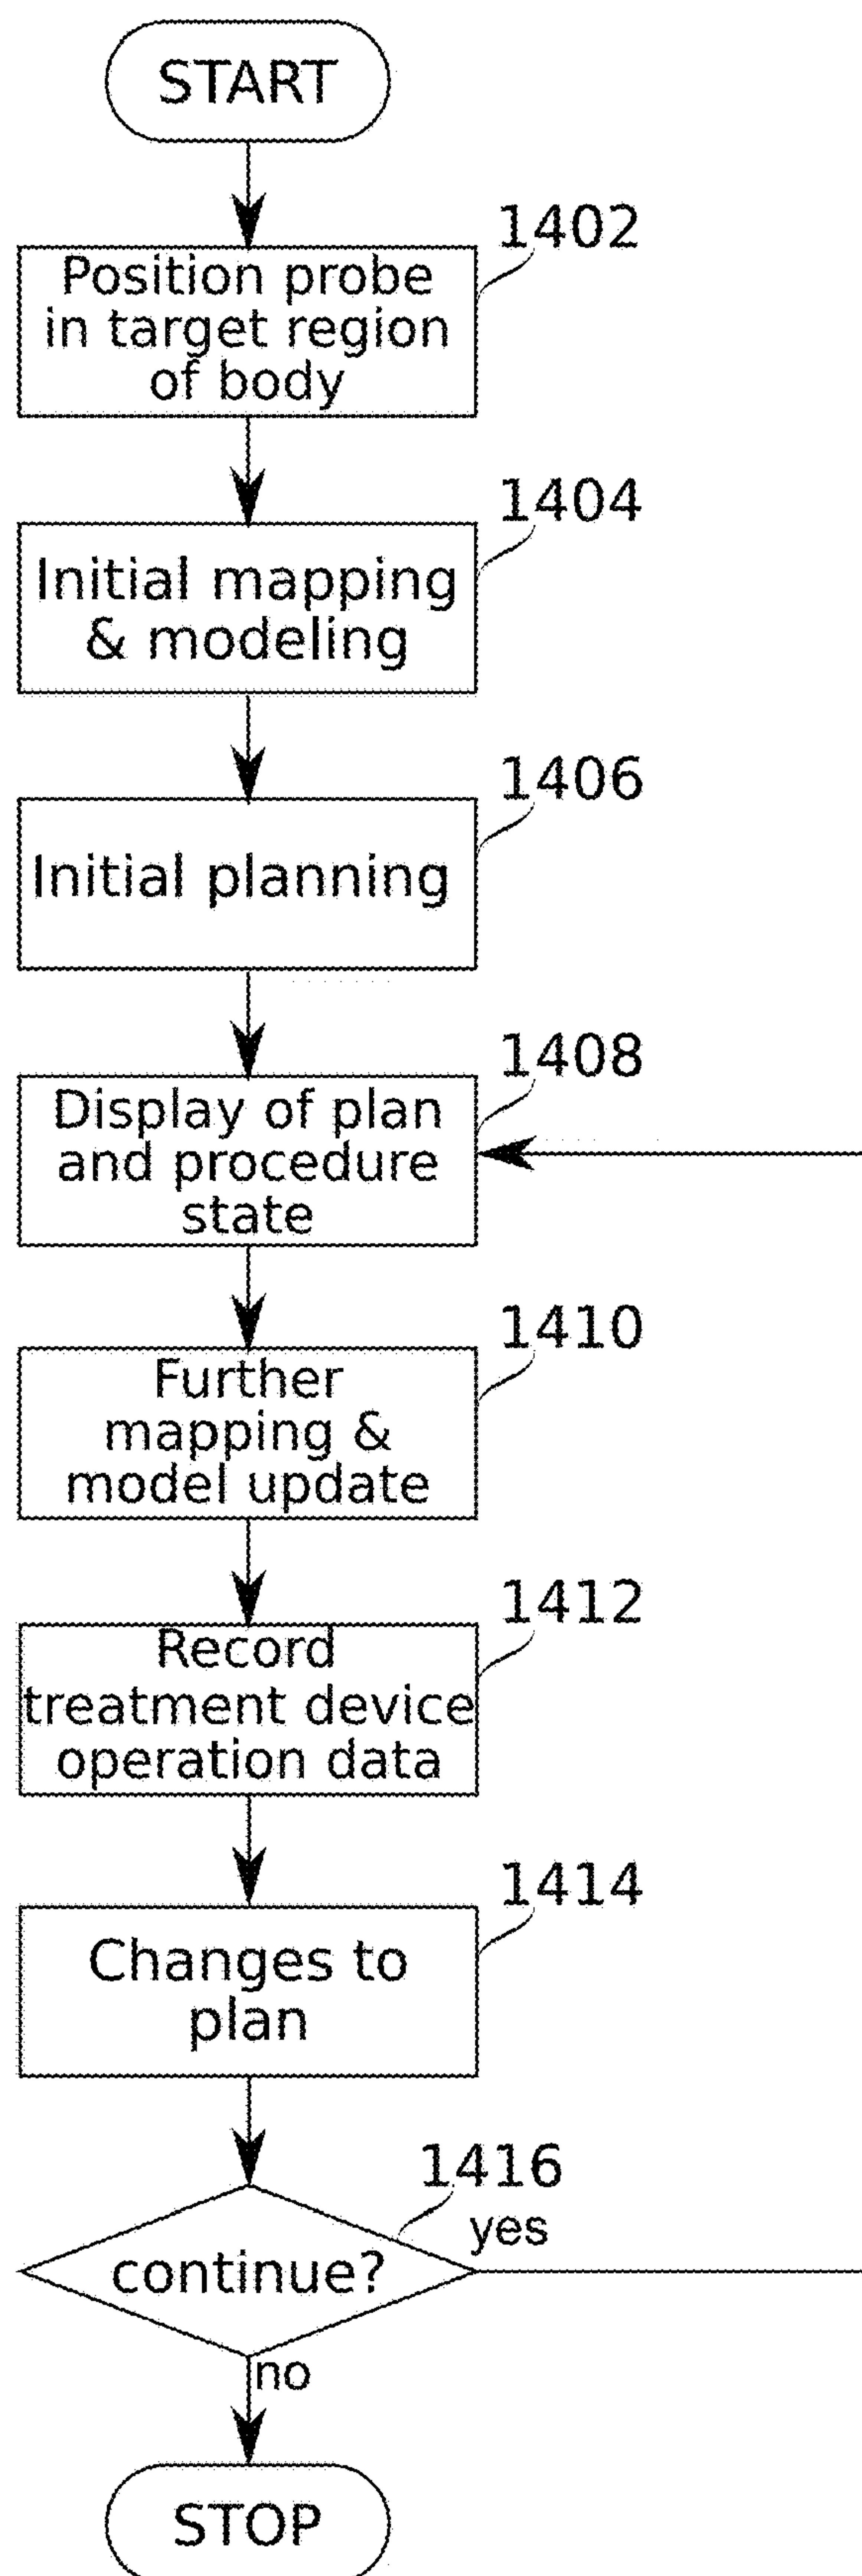 START
1402
Position probe
in target region
of body
1404
Initial mapping
& modeling
1406
Initial planning
1408
Display of plan
and procedure
state
1410
Further
mapping &
model update
1412
Record
treatment device
operation data
1414
Changes to
plan
1416
yes
continue?
no
STOP